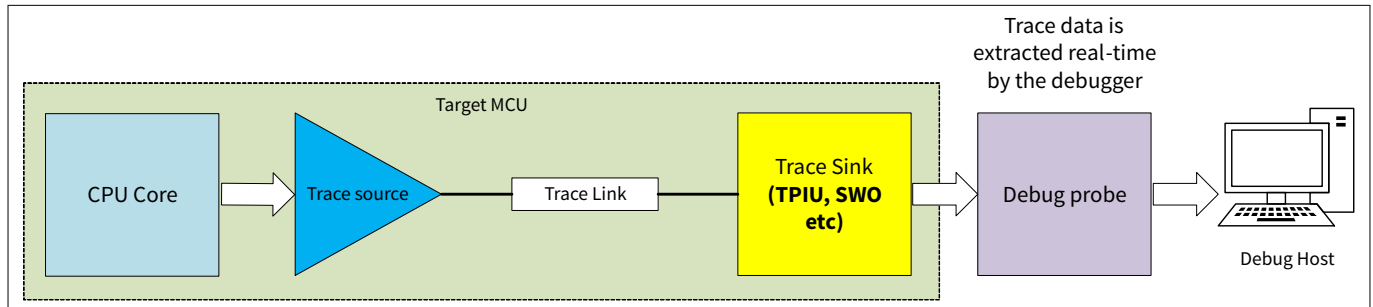 Trace data is
extracted real-time
by the debugger
Target MCU
CPU Core
Trace source
Trace Link
Trace Sink
(TPIU, SWO
etc)
Debug probe
Debug Host